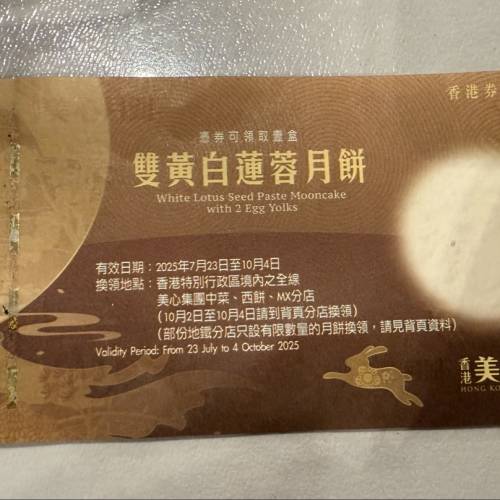 香港券
憑券可領取壹盒
雙黃白蓮蓉月餅
White Lotus Seed Paste Mooncake
with 2 Egg Yolks
有效日期：2025年7月23日至10月4日
換領地點：香港特別行政區境內之全線
美心集團中菜、西餅、MX分店
(10月2日至10月4日請到背頁分店換領)
(部份地鐵分店只設有限數量的月餅換領，請見背頁資料)
Validity Period: From 23 July to 4 October 2025
香港美
HONG KO